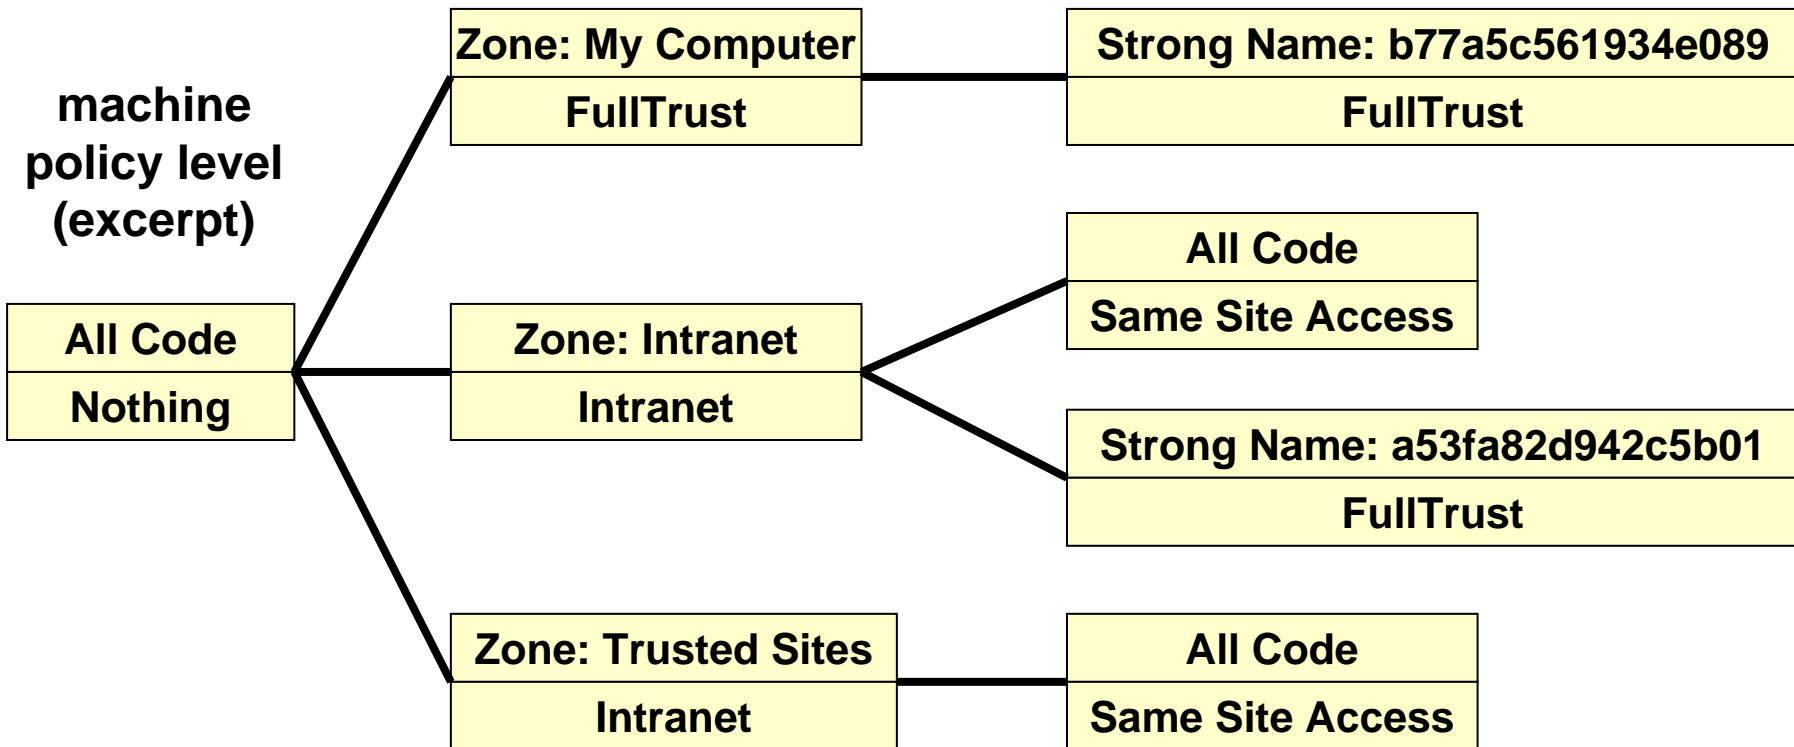 machine
policy level
(excerpt)
All Code
Nothing
Zone: My Computer
FullTrust
Strong Name: b77a5c561934e089
FullTrust
Zone: Intranet
Intranet
All Code
Same Site Access
Strong Name: a53fa82d942c5b01
FullTrust
Zone: Trusted Sites
Intranet
All Code
Same Site Access